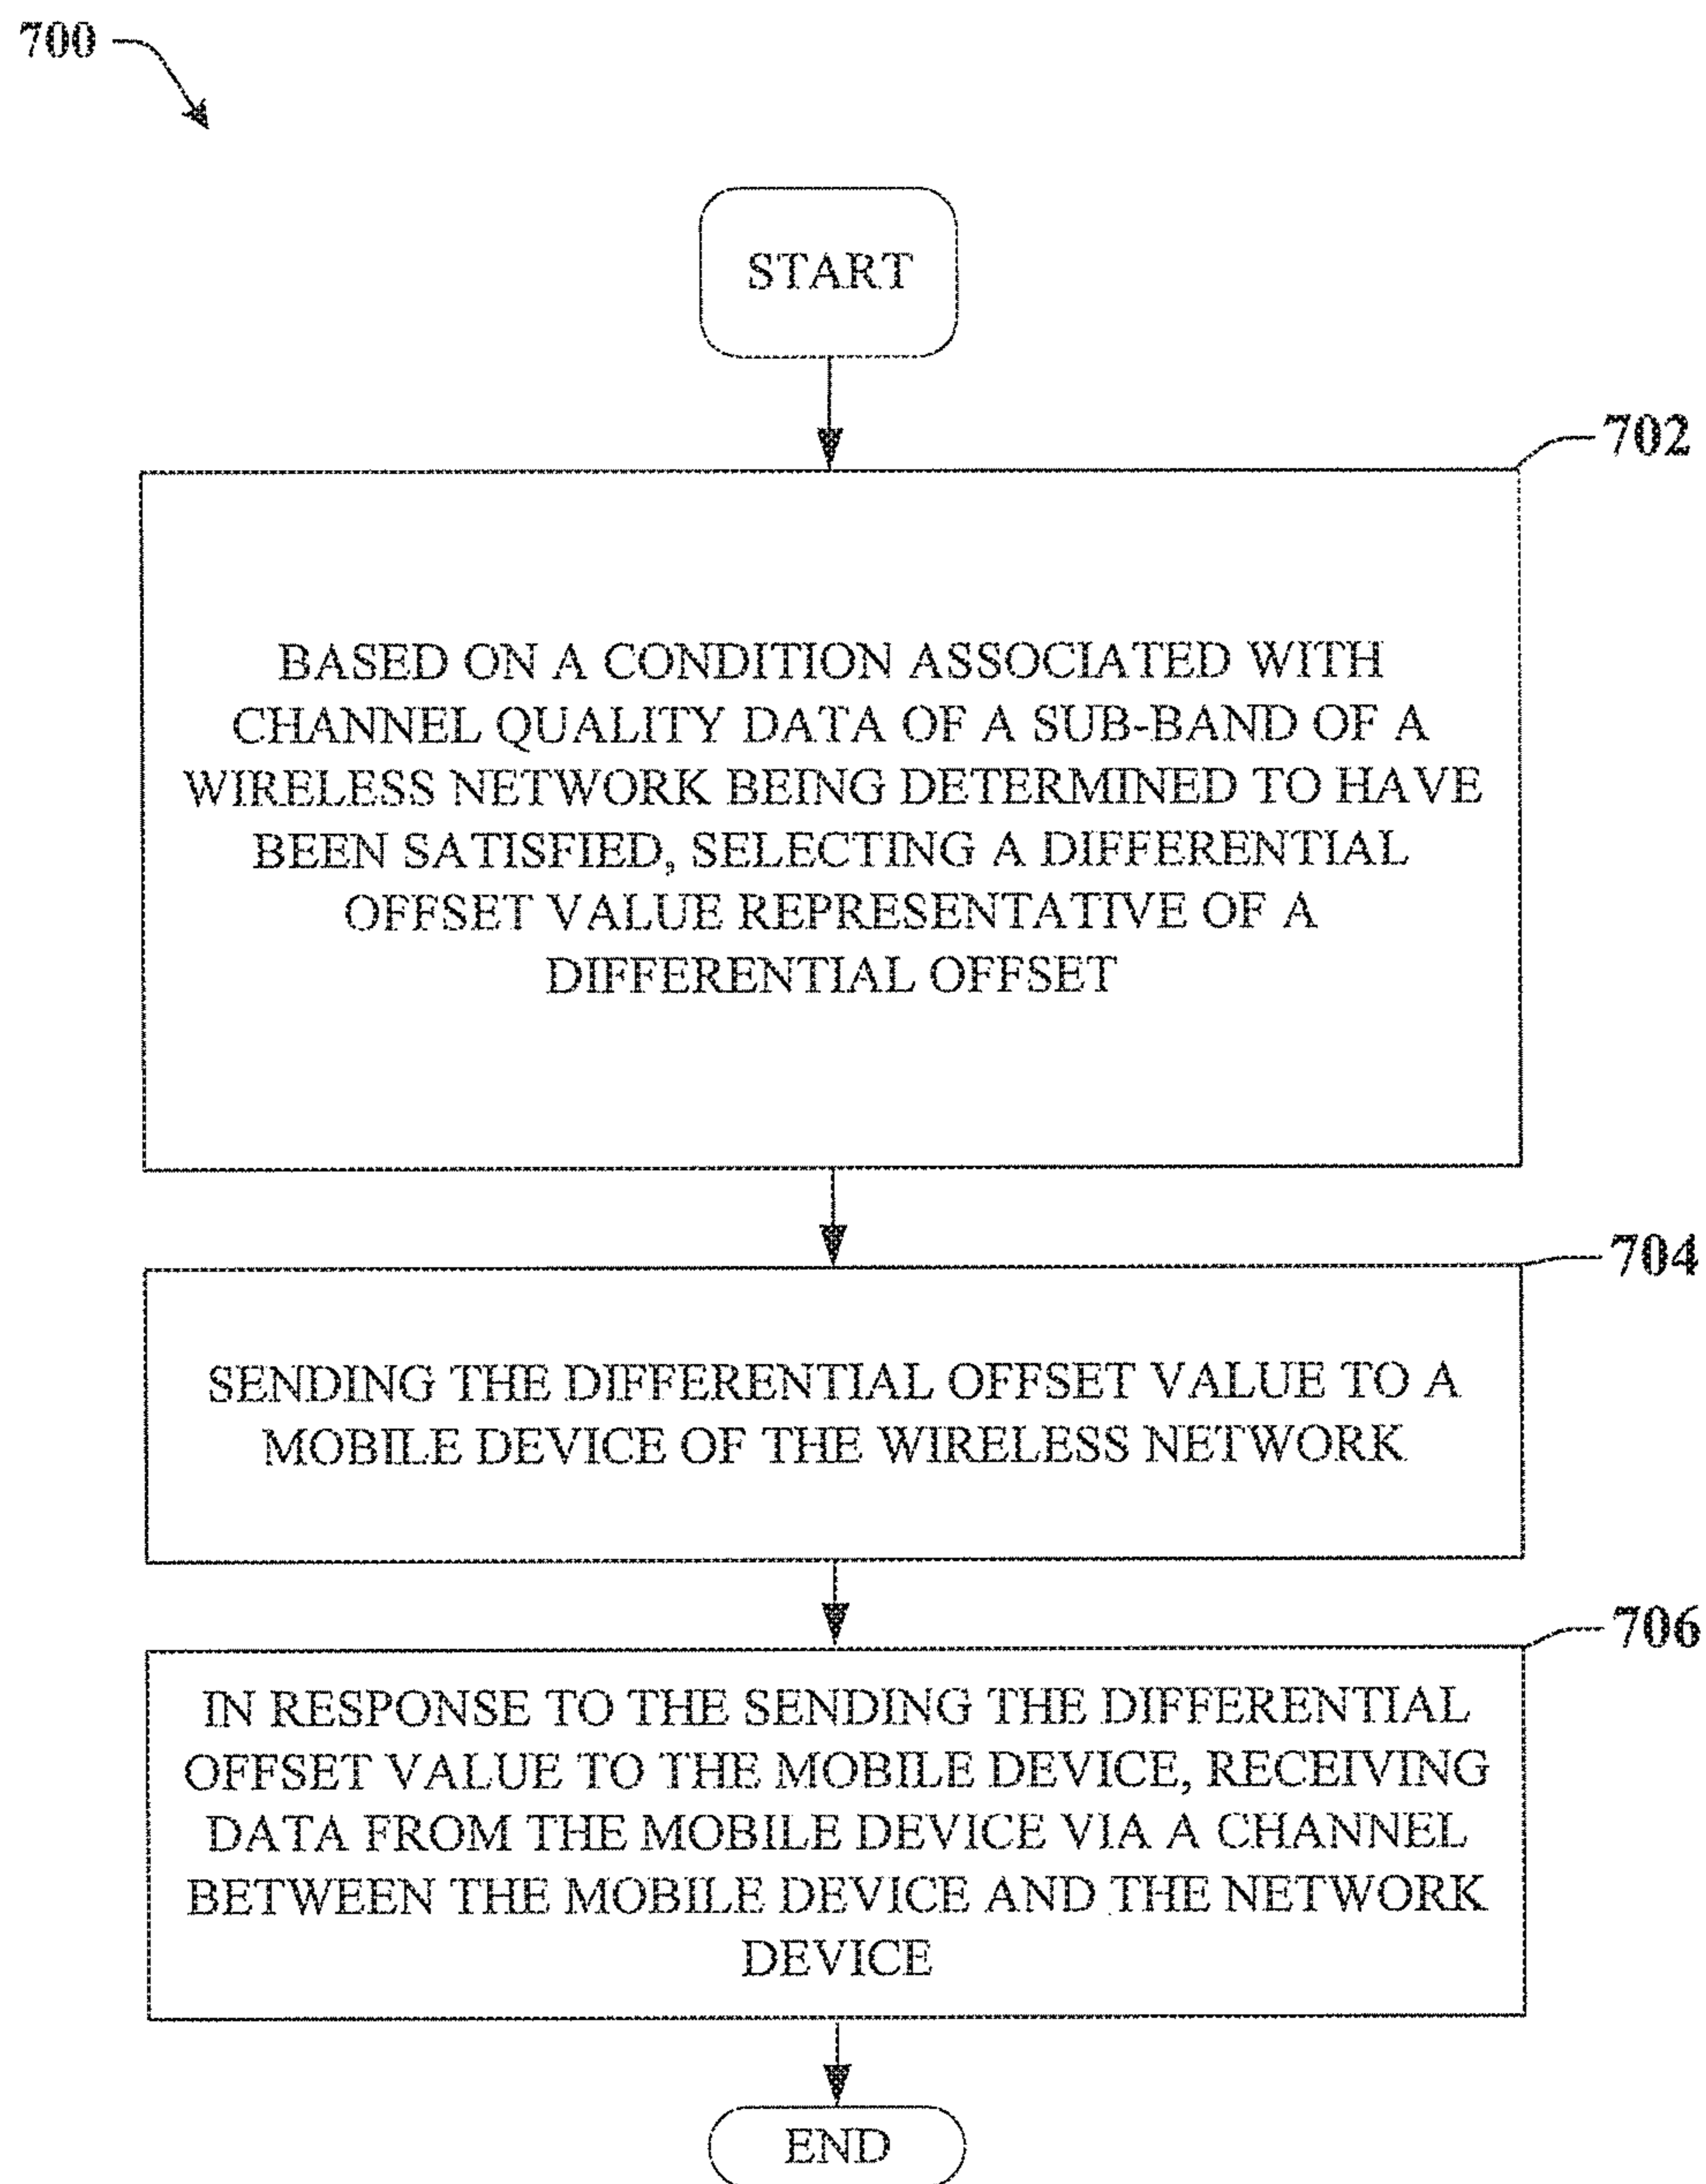 700
START
702
BASED ON A CONDITION ASSOCIATED WITH
CHANNEL QUALITY DATA OF A SUB-BAND OF A
WIRELESS NETWORK BEING DETERMINED TO HAVE
BEEN SATISFIED, SELECTING A DIFFERENTIAL
OFFSET VALUE REPRESENTATIVE OF A
DIFFERENTIAL OFFSET
704
SENDING THE DIFFERENTIAL OFFSET VALUE TO A
MOBILE DEVICE OF THE WIRELESS NETWORK
706
IN RESPONSE TO THE SENDING THE DIFFERENTIAL
OFFSET VALUE TO THE MOBILE DEVICE, RECEIVING
DATA FROM THE MOBILE DEVICE VIA A CHANNEL
BETWEEN THE MOBILE DEVICE AND THE NETWORK
DEVICE
END